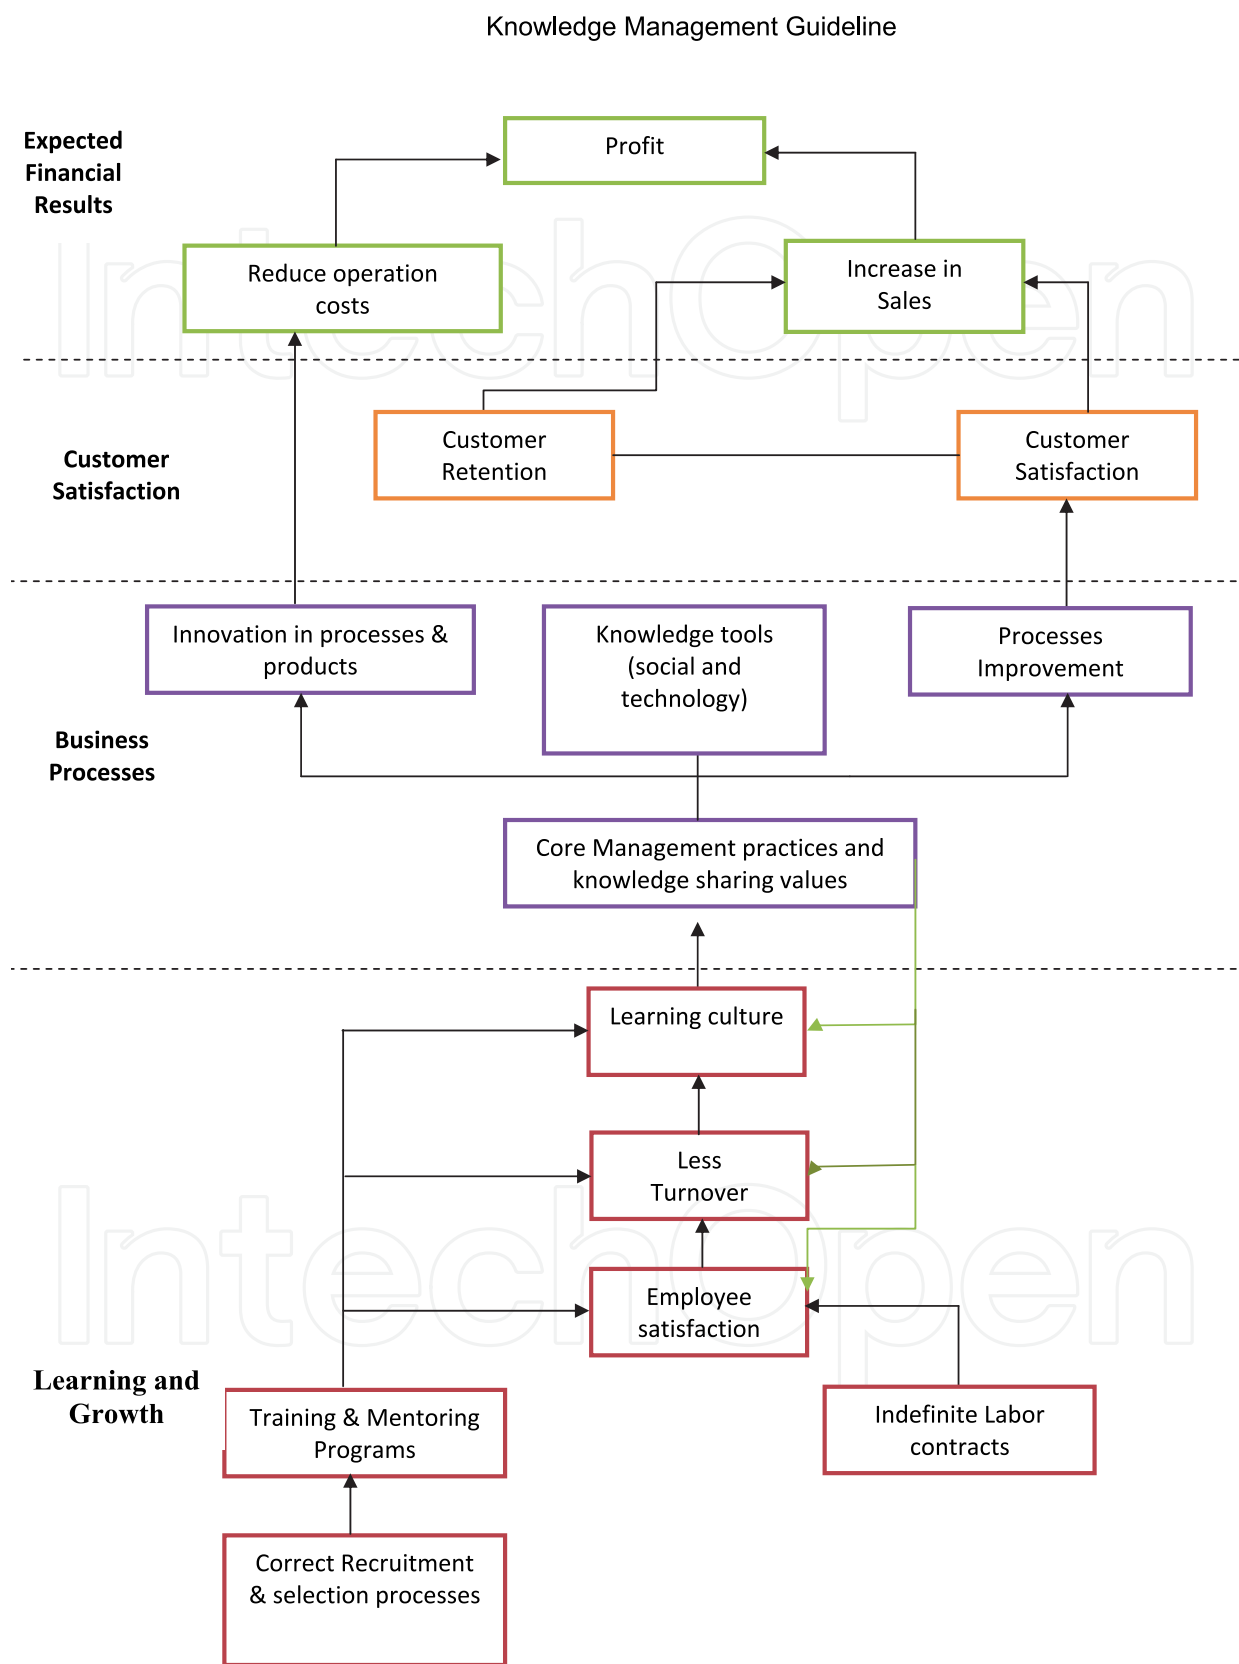 Knowledge Management Guideline
Expected
Financial
Results
Profit
Reduce operation
costs
Increase in
Sales
Customer
Satisfaction
Customer
Retention
Customer
Satisfaction
Innovation in processes &
products
Knowledge tools
(social and
technology)
Processes
Improvement
Business
Processes
Core Management practices and
knowledge sharing values
Learning culture
Less
Turnover
Employee
satisfaction
Learning and
Growth
Training & Mentoring
Programs
Indefinite Labor
contracts
Correct Recruitment
& selection processes
IntechOpen
IntechOpen